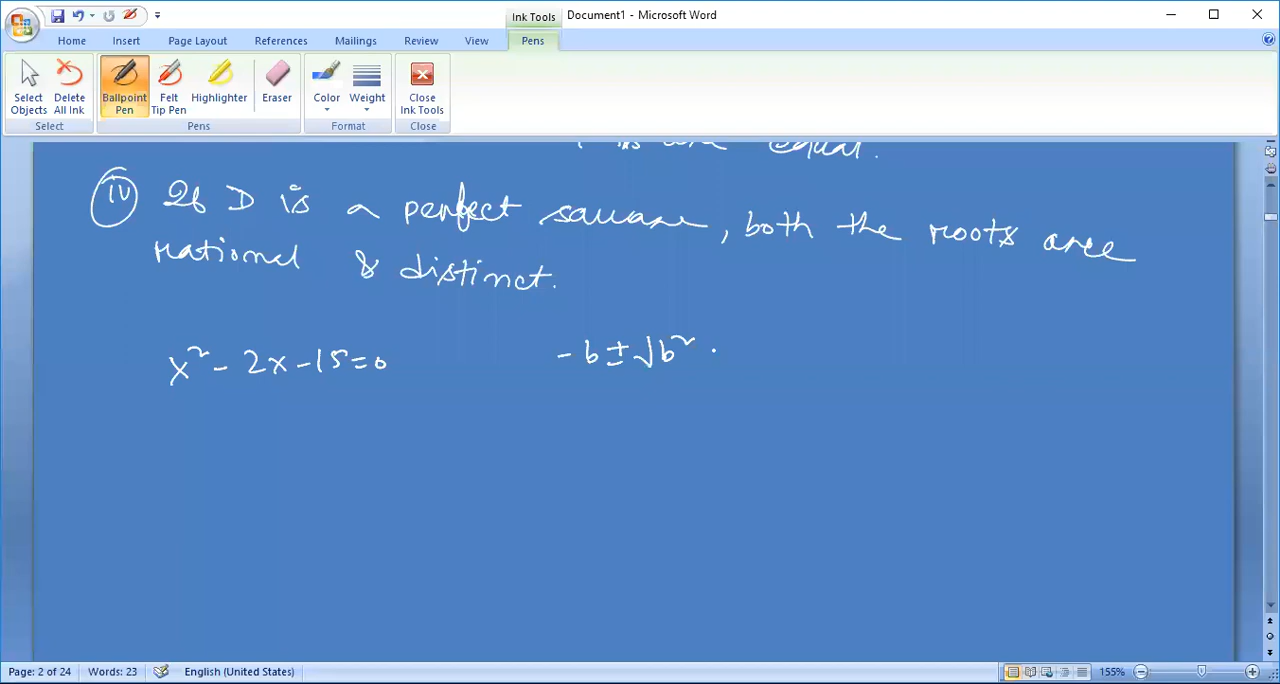 Ink Tools
Document1 - Microsoft Word
Home Insert Page Layout References Mailings Review View Pens
Select Objects
Delete All Ink
Ballpoint Pen
Felt Tip Pen
Highlighter
Eraser
Color
Weight
Close Ink Tools
Select Pens Format Close
are equal.
(iv) If D is a perfect square, both the roots are
rational & distinct.
x² - 2x - 15 = 0
- b ± √b² ·
Page: 2 of 24 Words: 23 English (United States) 155%